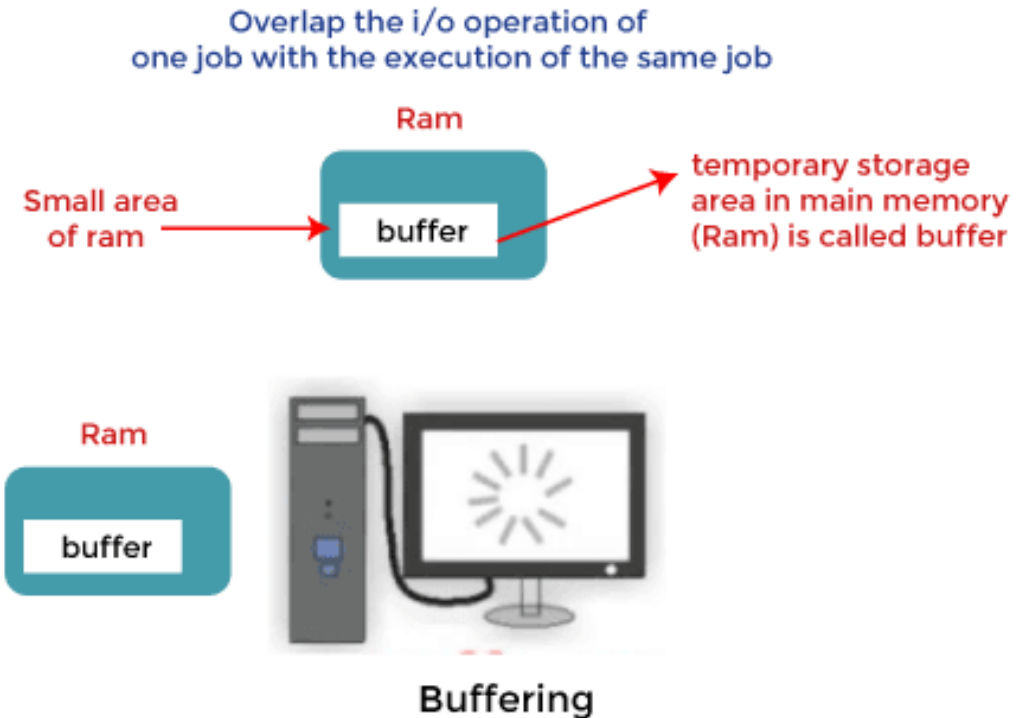 Overlap the i/o operation of
one job with the execution of the same job
Ram
Small area
of ram
buffer
temporary storage
area in main memory
(Ram) is called buffer
Ram
buffer
Buffering